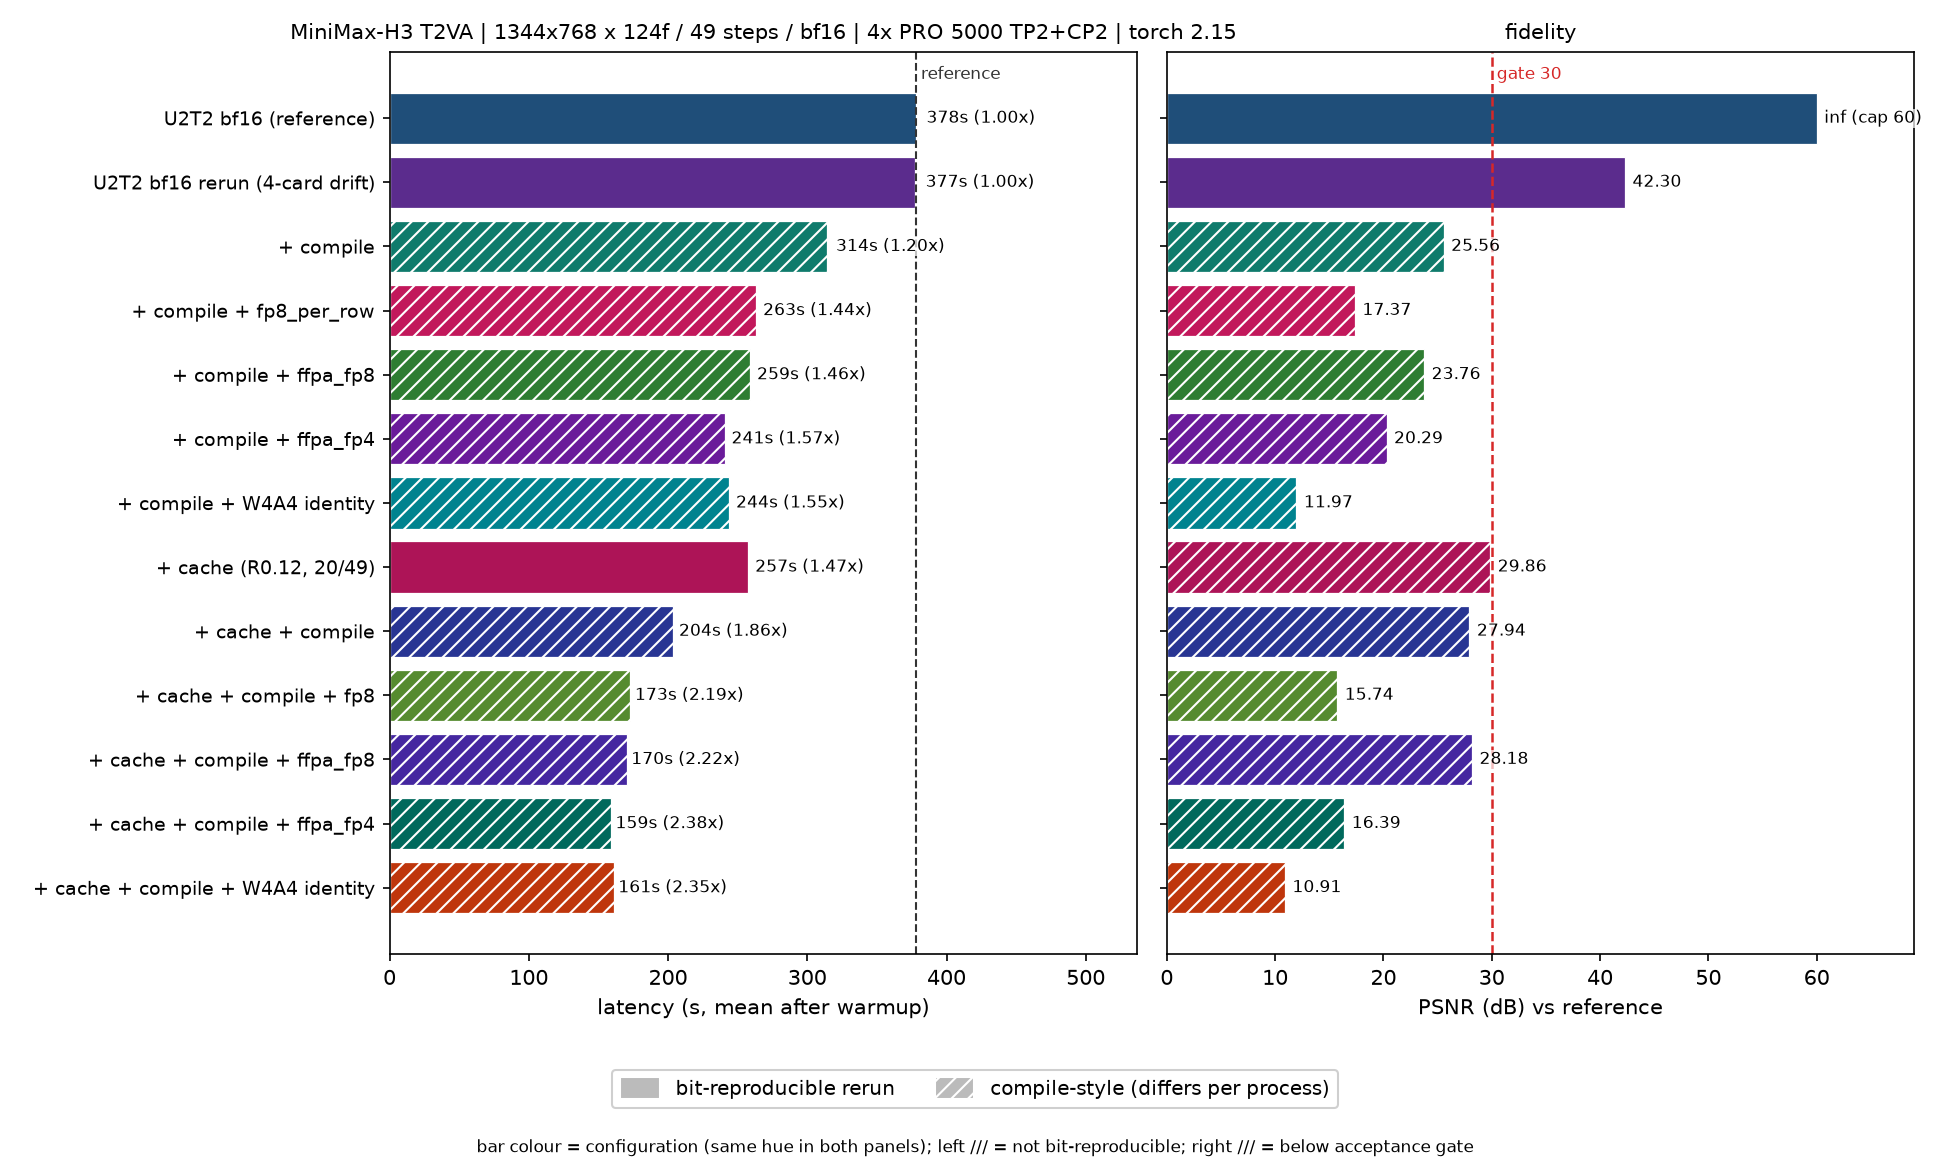 MiniMax-H3 T2VA | 1344x768 x 124f / 49 steps / bf16 | 4x PRO 5000 TP2+CP2 | torch 2.15
fidelity
reference
gate 30
U2T2 bf16 (reference)
378s (1.00x)
inf (cap 60)
U2T2 bf16 rerun (4-card drift)
377s (1.00x)
42.30
+ compile
314s (1.20x)
25.56
+ compile + fp8_per_row
263s (1.44x)
17.37
+ compile + ffpa_fp8
259s (1.46x)
23.76
+ compile + ffpa_fp4
241s (1.57x)
20.29
+ compile + W4A4 identity
244s (1.55x)
11.97
+ cache (R0.12, 20/49)
257s (1.47x)
29.86
+ cache + compile
204s (1.86x)
27.94
+ cache + compile + fp8
173s (2.19x)
15.74
+ cache + compile + ffpa_fp8
170s (2.22x)
28.18
+ cache + compile + ffpa_fp4
159s (2.38x)
16.39
+ cache + compile + W4A4 identity
161s (2.35x)
10.91
0 100 200 300 400 500
0 10 20 30 40 50 60
latency (s, mean after warmup)
PSNR (dB) vs reference
bit-reproducible rerun
compile-style (differs per process)
bar colour = configuration (same hue in both panels); left /// = not bit-reproducible; right /// = below acceptance gate